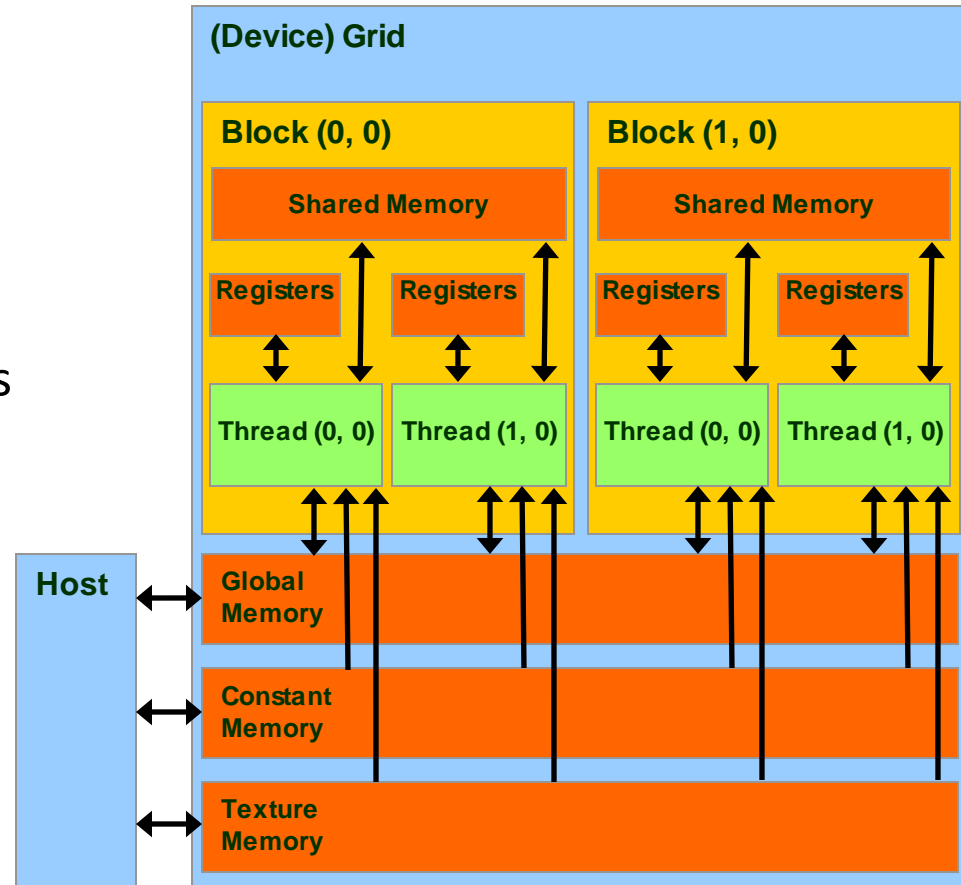 (Device) Grid
Block (0, 0)
Block (1, 0)
Shared Memory
Shared Memory
Registers
Registers
Registers
Registers
s
Thread (0, 0)
Thread (1, 0)
Thread (0, 0)
Thread (1, 0)
Host
Global
Memory
Constant
Memory
Texture
Memory